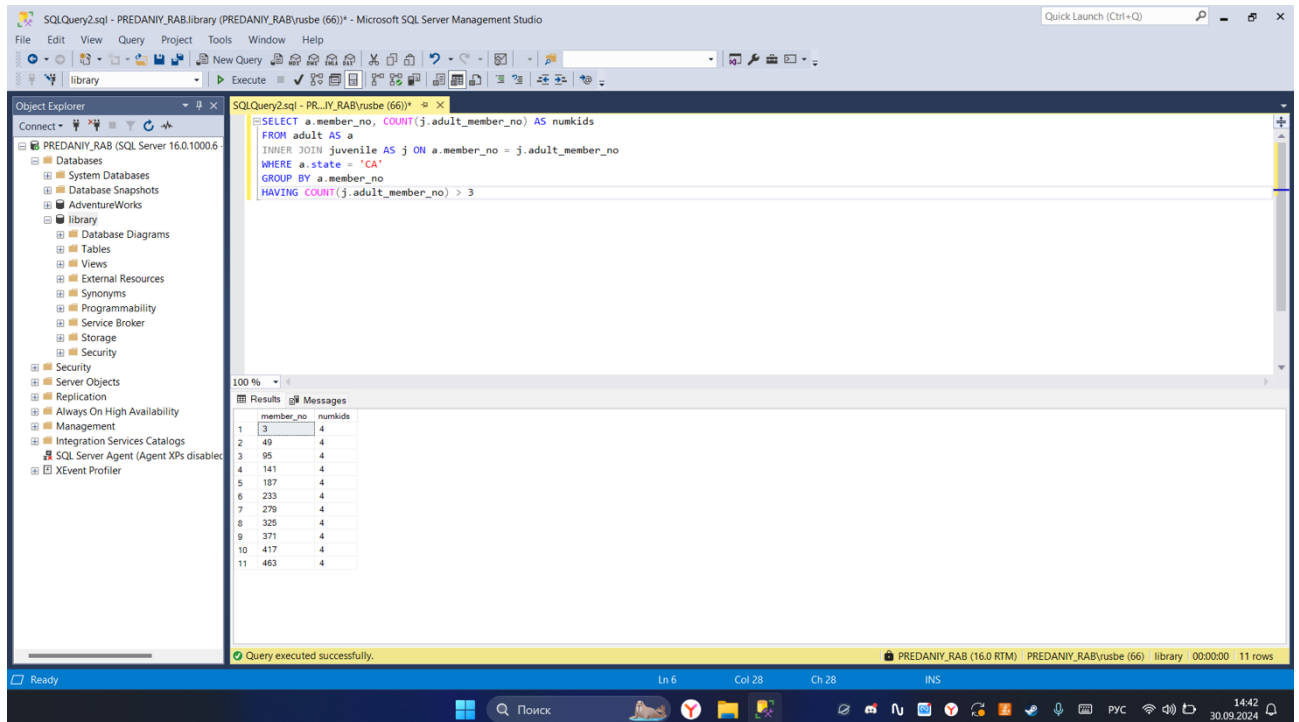 SQLQuery2.sql - PREDANIY_RAB.library (PREDANIY_RAB\rusbe (66))* - Microsoft SQL Server Management Studio
Quick Launch (Ctrl+Q)
File Edit View Query Project Tools Window Help
New Query
library
Execute
Object Explorer
Connect
PREDANIY_RAB (SQL Server 16.0.1000.6 -
Databases
System Databases
Database Snapshots
AdventureWorks
library
Database Diagrams
Tables
Views
External Resources
Synonyms
Programmability
Service Broker
Storage
Security
Security
Server Objects
Replication
Always On High Availability
Management
Integration Services Catalogs
SQL Server Agent (Agent XPs disabled
XEvent Profiler
SQLQuery2.sql - PR...IY_RAB\rusbe (66))*
SELECT a.member_no, COUNT(j.adult_member_no) AS numkids
FROM adult AS a
INNER JOIN juvenile AS j ON a.member_no = j.adult_member_no
WHERE a.state = 'CA'
GROUP BY a.member_no
HAVING COUNT(j.adult_member_no) > 3
100 %
Results Messages
member_no numkids
1 3 4
2 49 4
3 95 4
4 141 4
5 187 4
6 233 4
7 279 4
8 325 4
9 371 4
10 417 4
11 463 4
Query executed successfully.
PREDANIY_RAB (16.0 RTM) PREDANIY_RAB\rusbe (66) library 00:00:00 11 rows
Ready
Ln 6 Col 28 Ch 28 INS
Поиск
РУС
14:42
30.09.2024